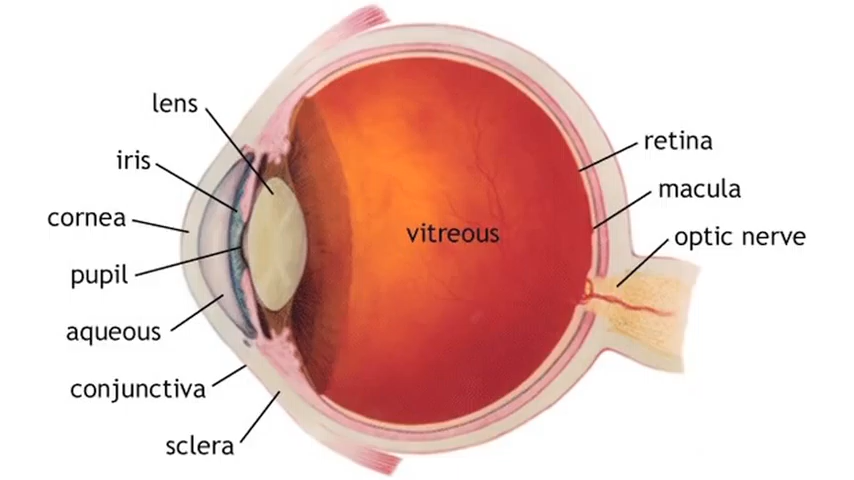 lens
iris
cornea
pupil
aqueous
conjunctiva
sclera
vitreous
retina
macula
optic nerve